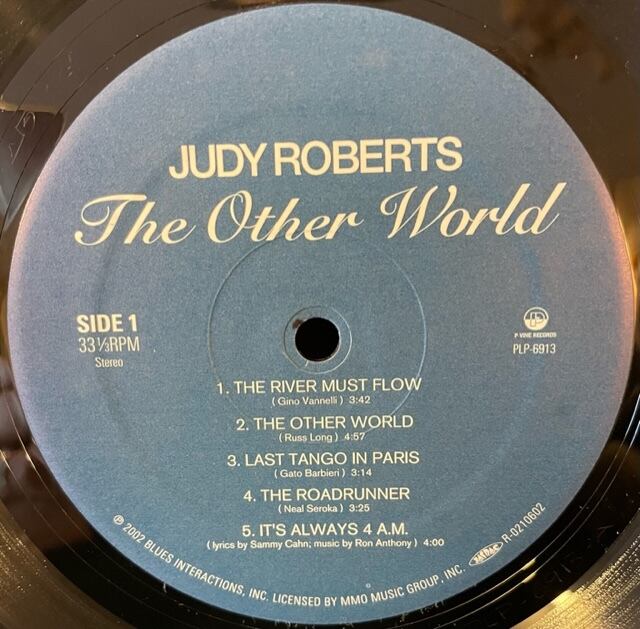 JUDY ROBERTS
The Other World
SIDE 1
33 1/3RPM
Stereo
P VINE RECORDS
PLP-6913
1. THE RIVER MUST FLOW
( Gino Vannelli ) 3:42
2. THE OTHER WORLD
( Russ Long ) 4:57
3. LAST TANGO IN PARIS
( Gato Barbieri ) 3:14
4. THE ROADRUNNER
( Neal Seroka ) 3:25
5. IT'S ALWAYS 4 A.M.
( lyrics by Sammy Cahn; music by Ron Anthony ) 4:00
℗ 2002 BLUES INTERACTIONS, INC. LICENSED BY MMO MUSIC GROUP, INC. R-0210602